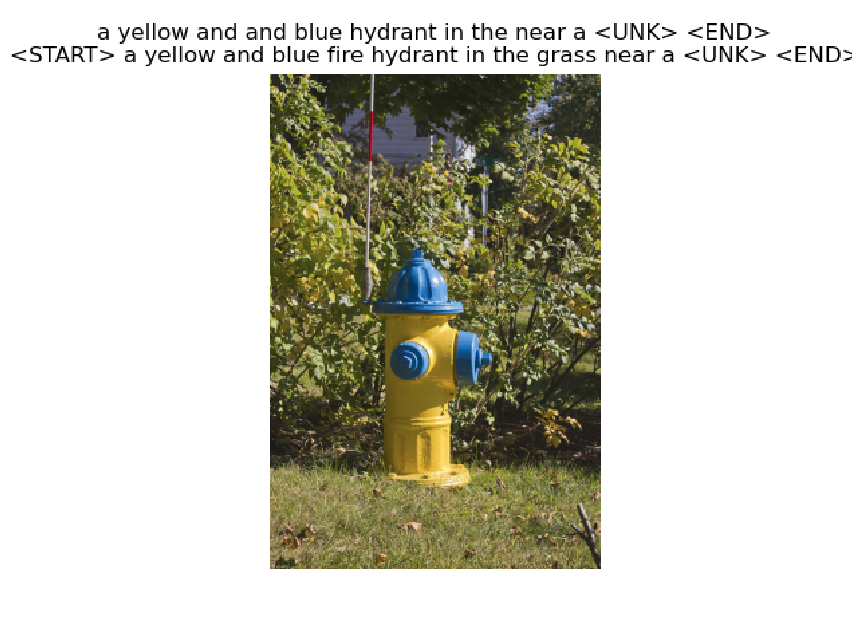 a yellow and and blue hydrant in the near a <UNK> <END>
<START> a yellow and blue fire hydrant in the grass near a <UNK> <END>